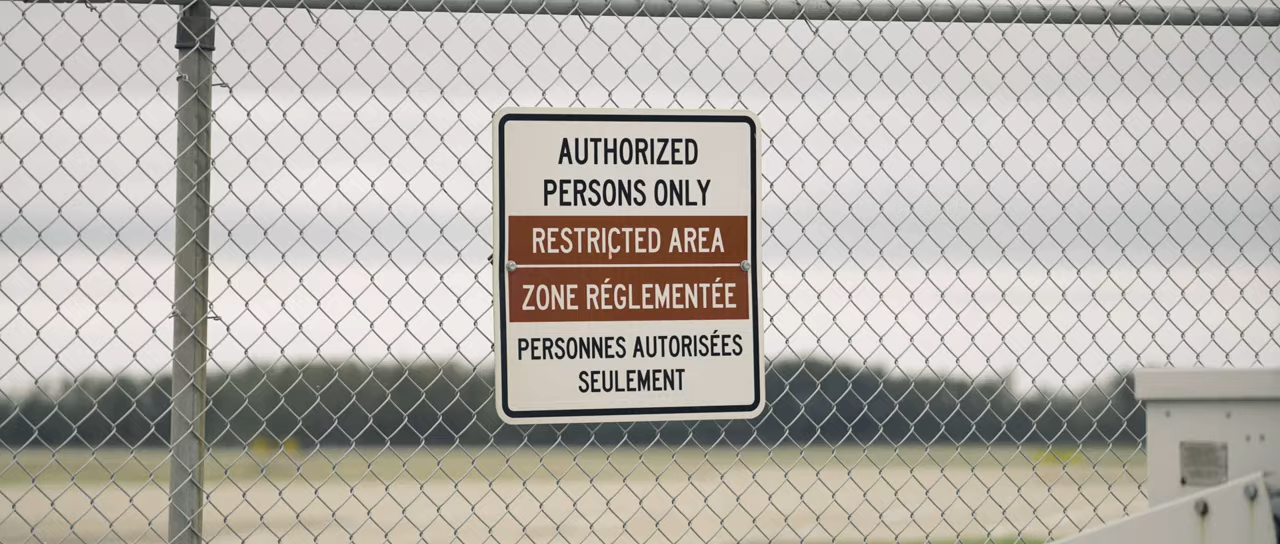 AUTHORIZED
PERSONS ONLY
RESTRICTED AREA
ZONE RÉGLEMENTÉE
PERSONNES AUTORISÉES
SEULEMENT